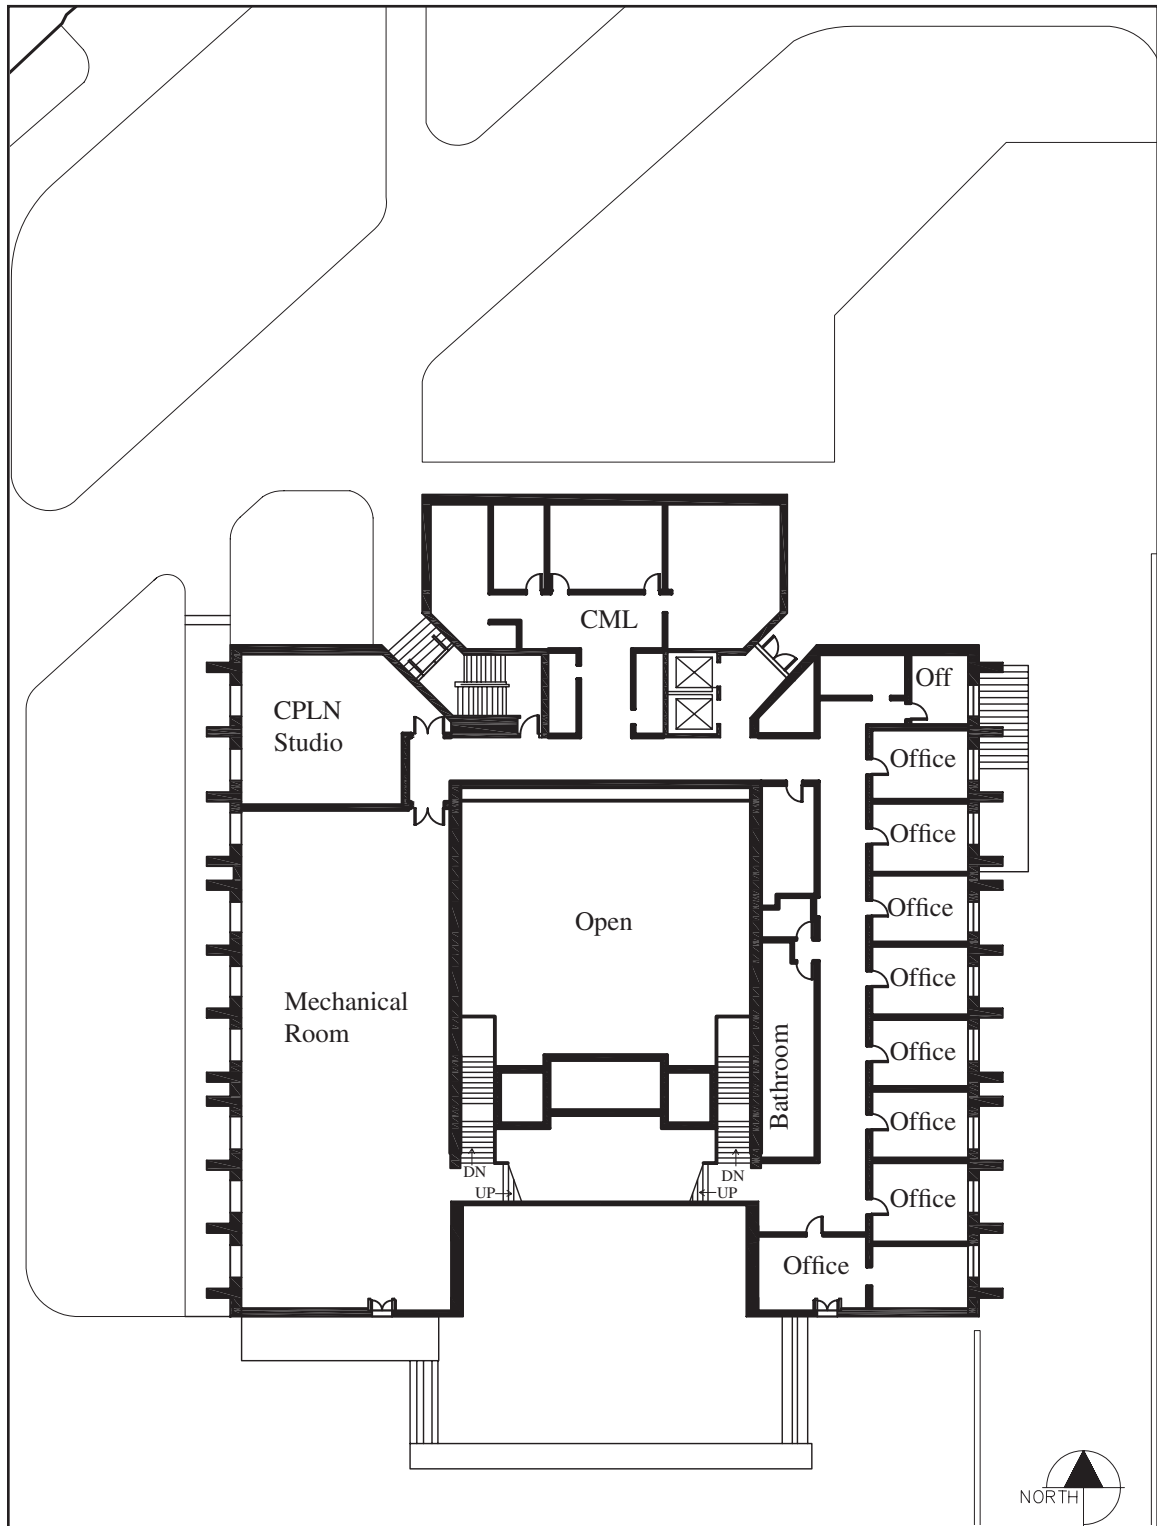 CML
Off
CPLN
Studio
Office
Office
Office
Open
Office
Mechanical
Room
Office
Bathroom
Office
DN
DN
UP
UP
Office
Office
NORTH